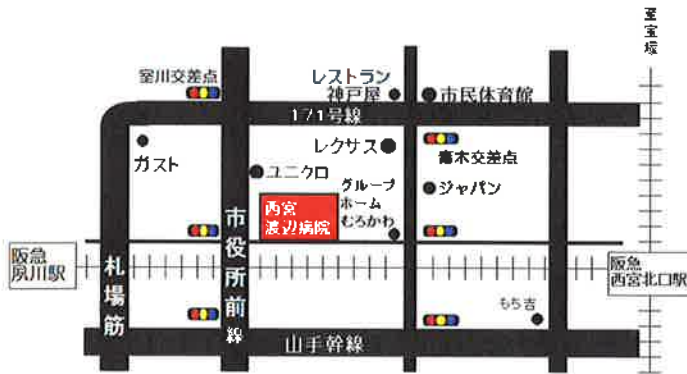 至宝塚
室川交差点
レストラン
神戸屋
市民体育館
171号線
レクサス
ガスト
青木交差点
ユニクロ
グループ
ホーム
むろかわ
ジャパン
西宮
渡辺病院
市役所前線
札場筋
阪急
夙川駅
阪急
西宮北口駅
もち吉
山手幹線